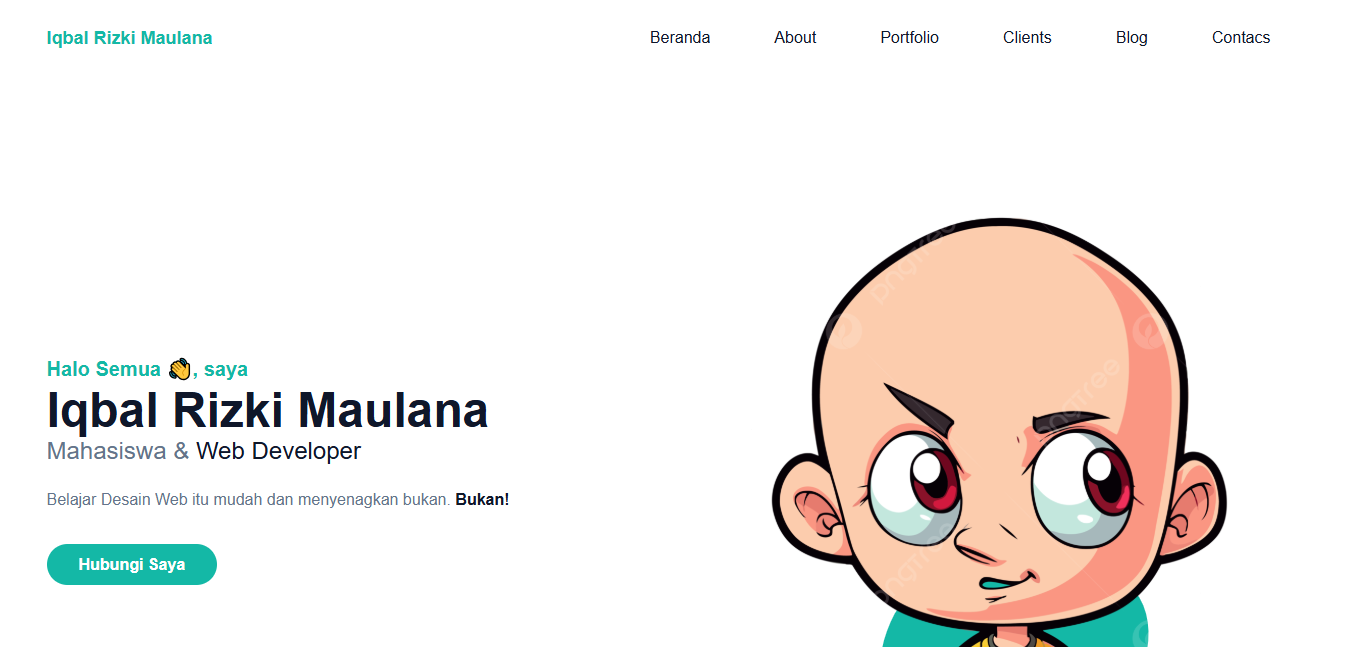 Iqbal Rizki Maulana
Beranda About Portfolio Clients Blog Contacs
Halo Semua 👋, saya
Iqbal Rizki Maulana
Mahasiswa & Web Developer
Belajar Desain Web itu mudah dan menyenagkan bukan. Bukan!
Hubungi Saya
pngtree
pngtree
pngtree